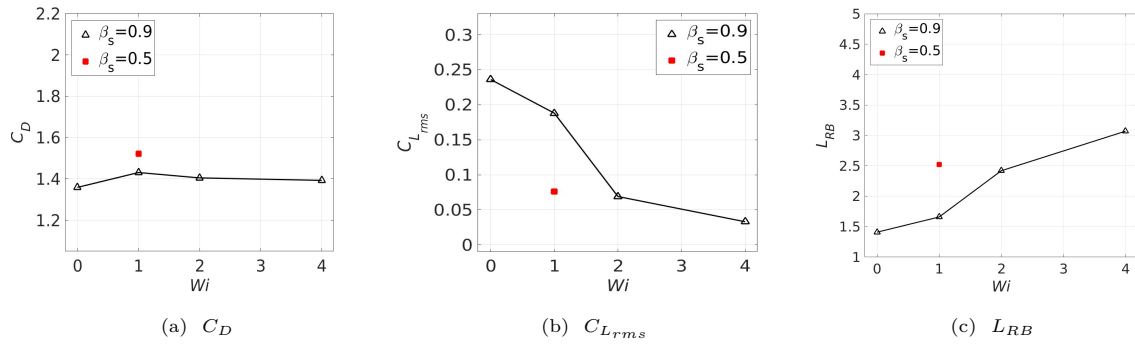 2.2
2
1.8
1.6
1.4
1.2
C_D
0 1 2 3 4
Wi
β_s=0.9
β_s=0.5
(a) C_D
0.3
0.25
0.2
0.15
0.1
0.05
0
C_{L_{rms}}
0 1 2 3 4
Wi
β_s=0.9
β_s=0.5
(b) C_{L_{rms}}
5
4.5
4
3.5
3
2.5
2
1.5
1
L_{RB}
0 1 2 3 4
Wi
β_s=0.9
β_s=0.5
(c) L_{RB}